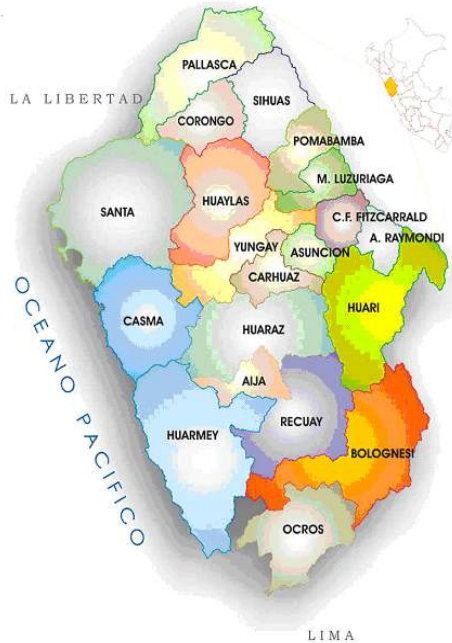 PALLASCA
LA LIBERTAD
SIHUAS
CORONGO
POMABAMBA
M. LUZURIAGA
HUAYLAS
SANTA
C.F. FITZCARRALD
A. RAYMONDI
YUNGAY
ASUNCION
CARHUAZ
HUARI
CASMA
HUARAZ
OCEANO PACIFICO
AIJA
RECUAY
HUARMEY
BOLOGNESI
OCROS
LIMA